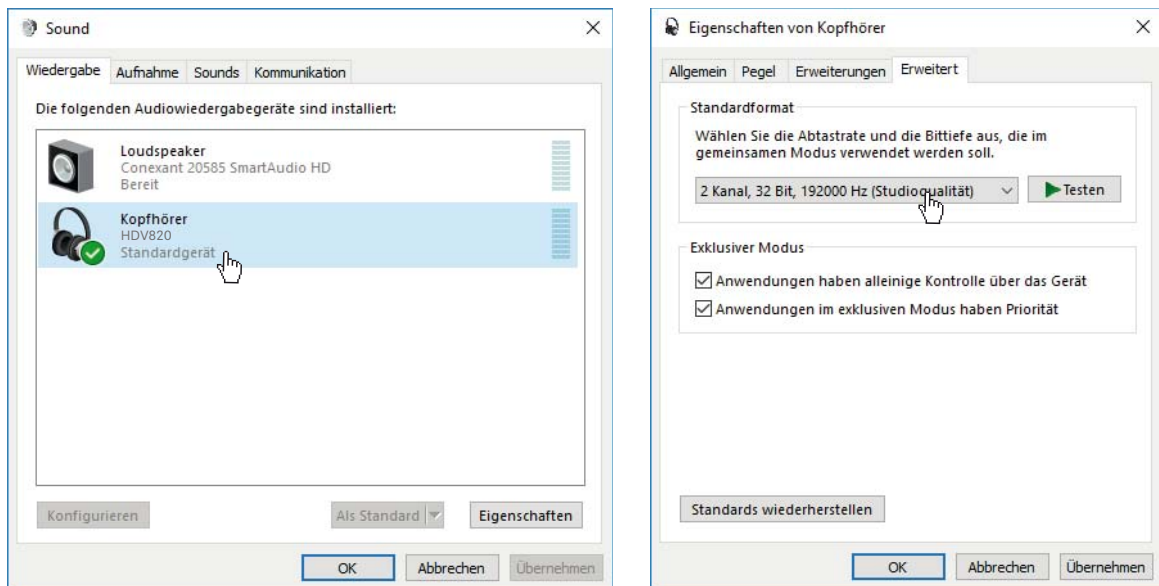 Sound
Wiedergabe Aufnahme Sounds Kommunikation
Die folgenden Audiowiedergabegeräte sind installiert:
Loudspeaker
Conexant 20585 SmartAudio HD
Bereit
Kopfhörer
HDV820
Standardgerät
Konfigurieren Als Standard Eigenschaften
OK Abbrechen Übernehmen
Eigenschaften von Kopfhörer
Allgemein Pegel Erweiterungen Erweitert
Standardformat
Wählen Sie die Abtastrate und die Bittiefe aus, die im
gemeinsamen Modus verwendet werden soll.
2 Kanal, 32 Bit, 192000 Hz (Studioqualität) Testen
Exklusiver Modus
Anwendungen haben alleinige Kontrolle über das Gerät
Anwendungen im exklusiven Modus haben Priorität
Standards wiederherstellen
OK Abbrechen Übernehmen